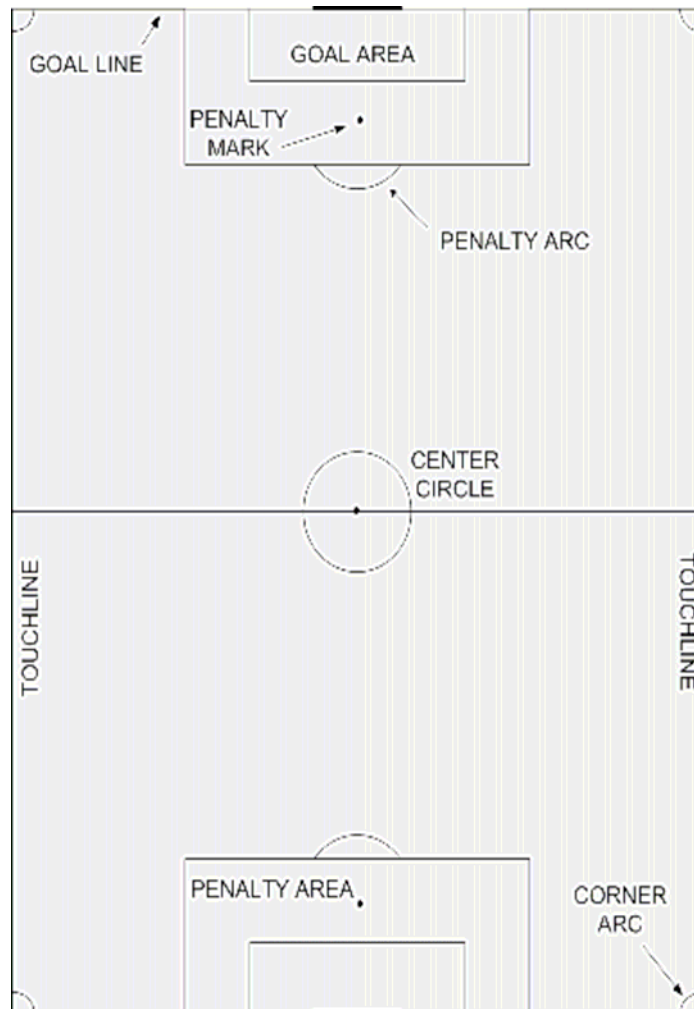 GOAL LINE
GOAL AREA
PENALTY
MARK
PENALTY ARC
CENTER
CIRCLE
TOUCHLINE
TOUCHLINE
PENALTY AREA
CORNER
ARC